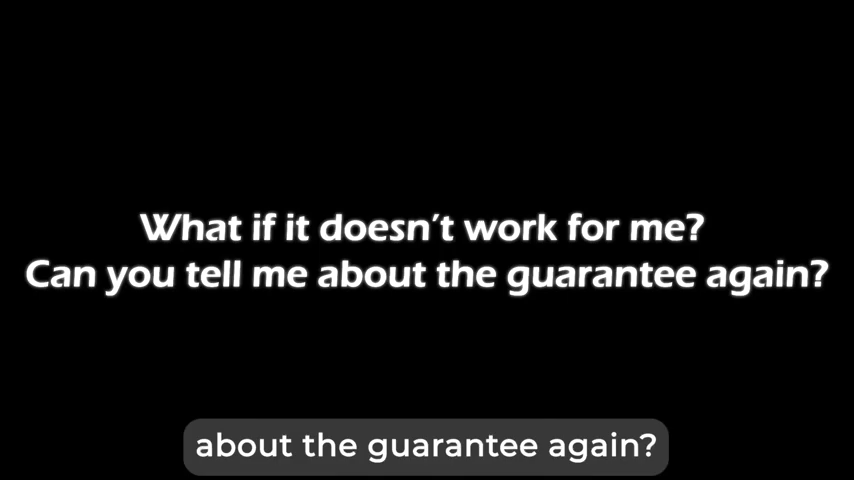 What if it doesn't work for me?
Can you tell me about the guarantee again?
about the guarantee again?